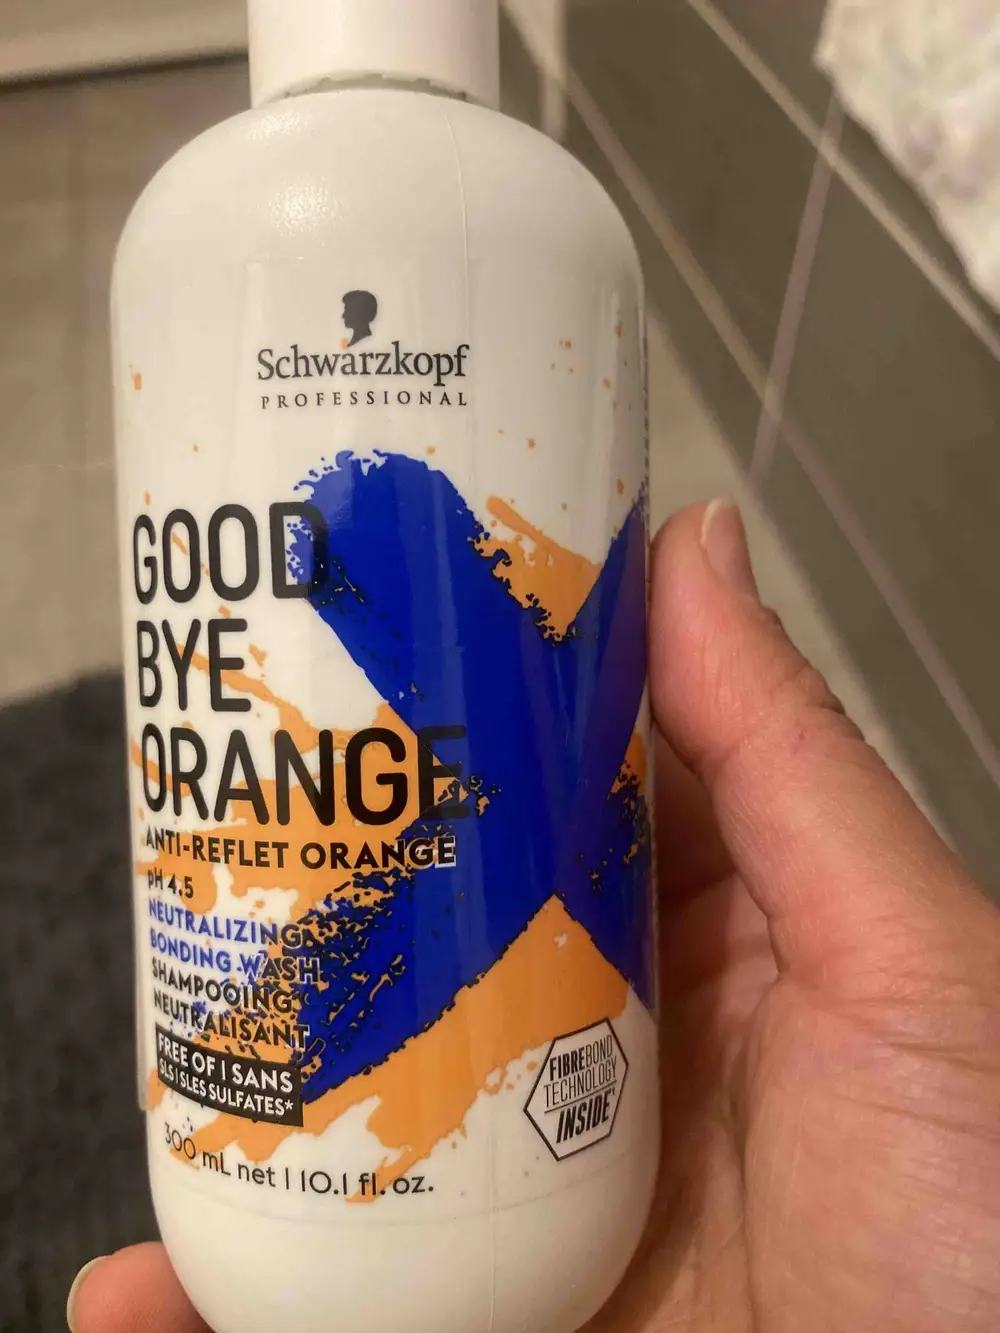 Schwarzkopf
PROFESSIONAL
GOOD
BYE
ORANGE
ANTI-REFLET ORANGE
pH 4.5
NEUTRALIZING
BONDING WASH
SHAMPOOING
NEUTRALISANT
FREE OF | SANS
SLS | SLES SULFATES*
300 mL net | 10.1 fl. oz.
FIBREBOND
TECHNOLOGY
INSIDE